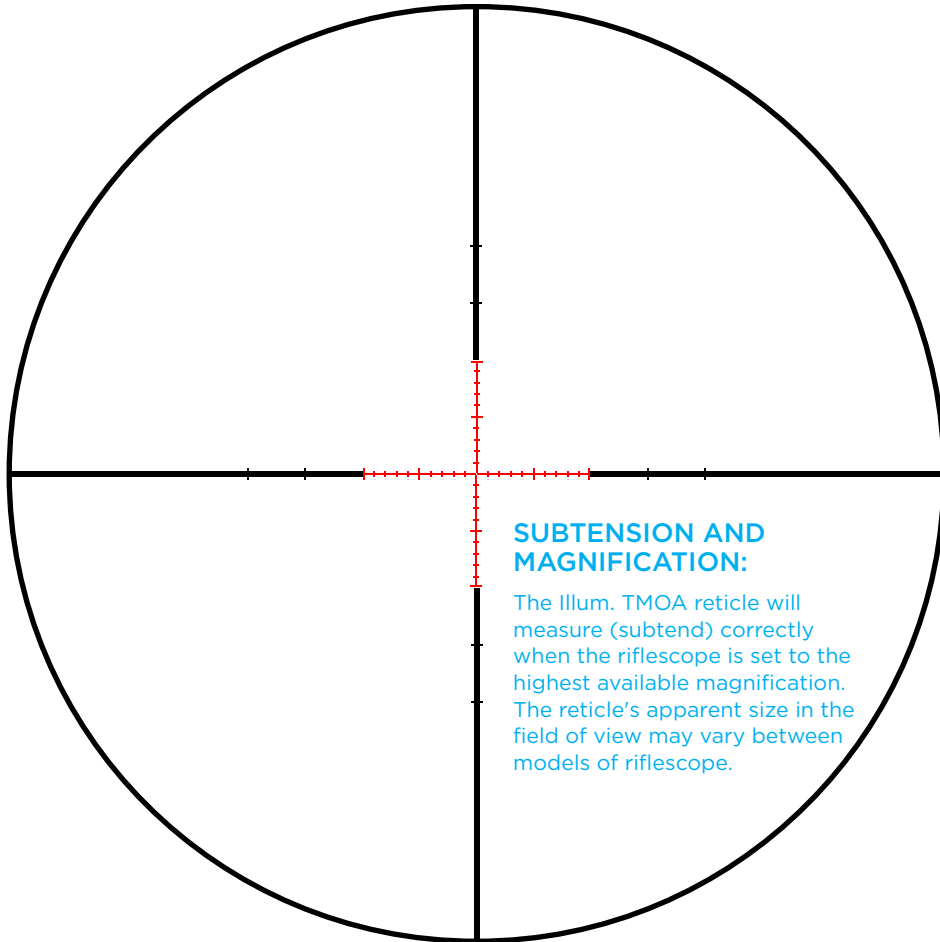 SUBTENSION AND
MAGNIFICATION:
The Illum. TMOA reticle will
measure (subtend) correctly
when the riflescope is set to the
highest available magnification.
The reticle's apparent size in the
field of view may vary between
models of riflescope.